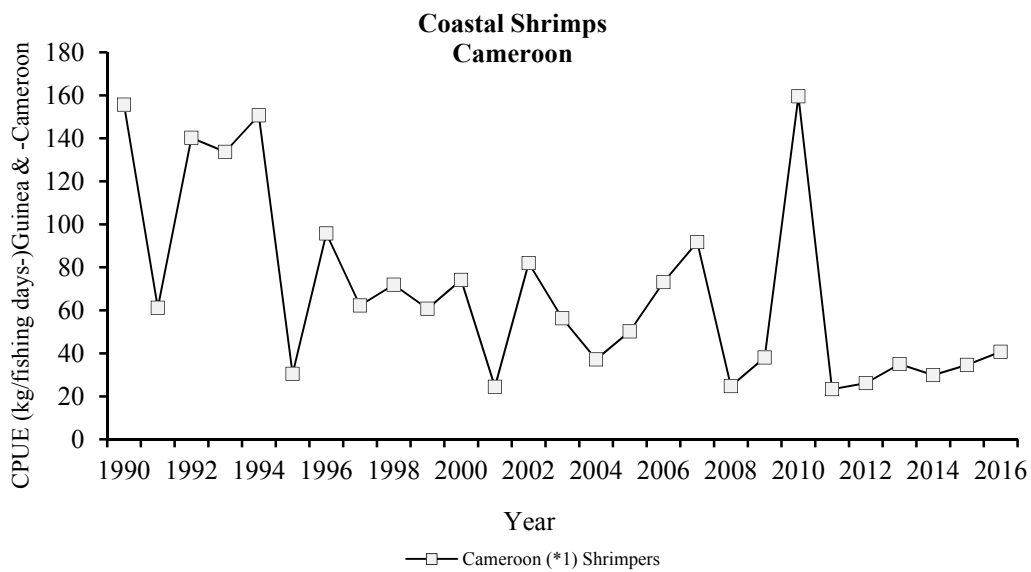 Coastal Shrimps
Cameroon
CPUE (kg/fishing days-)Guinea & -Cameroon
180
160
140
120
100
80
60
40
20
0
1990 1992 1994 1996 1998 2000 2002 2004 2006 2008 2010 2012 2014 2016
Year
Cameroon (*1) Shrimpers